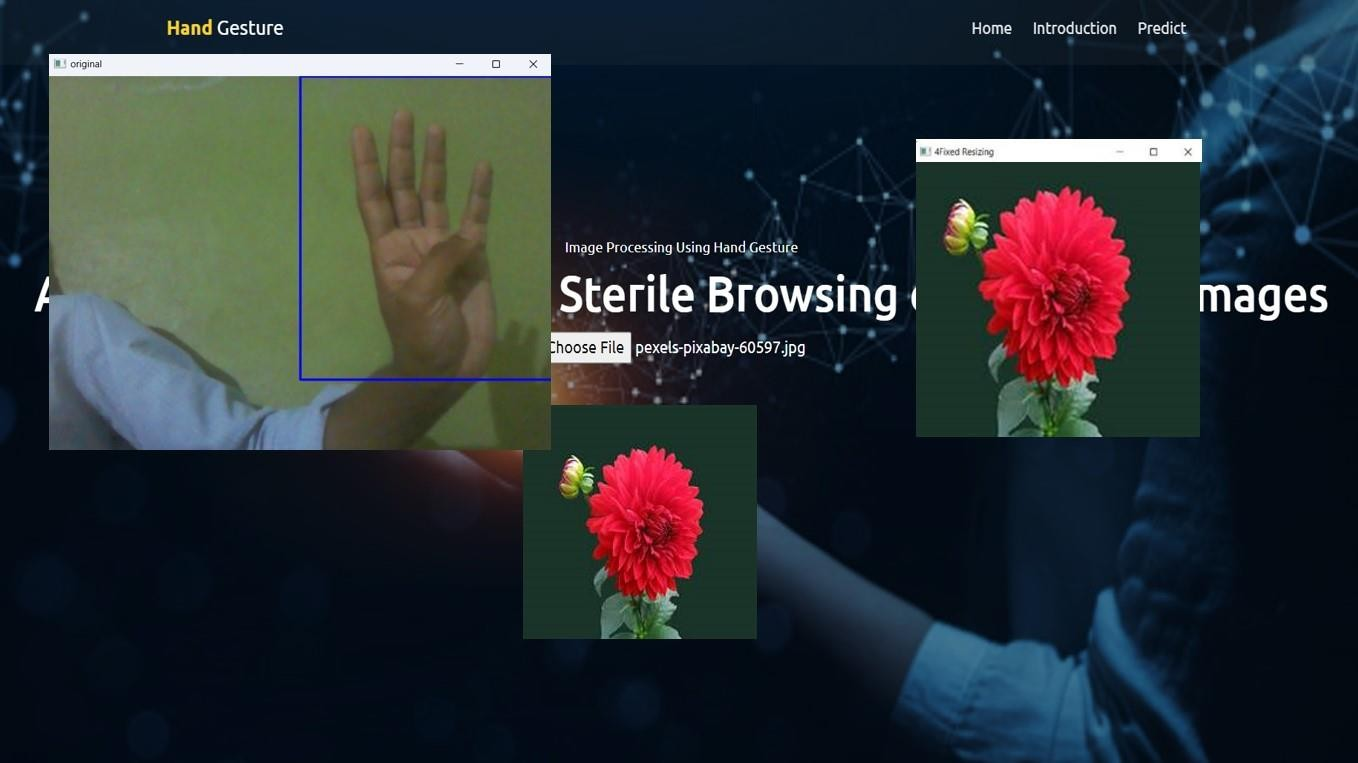 Hand Gesture
Home Introduction Predict
original
4Fixed Resizing
Image Processing Using Hand Gesture
Sterile Browsing
Choose File pexels-pixabay-60597.jpg